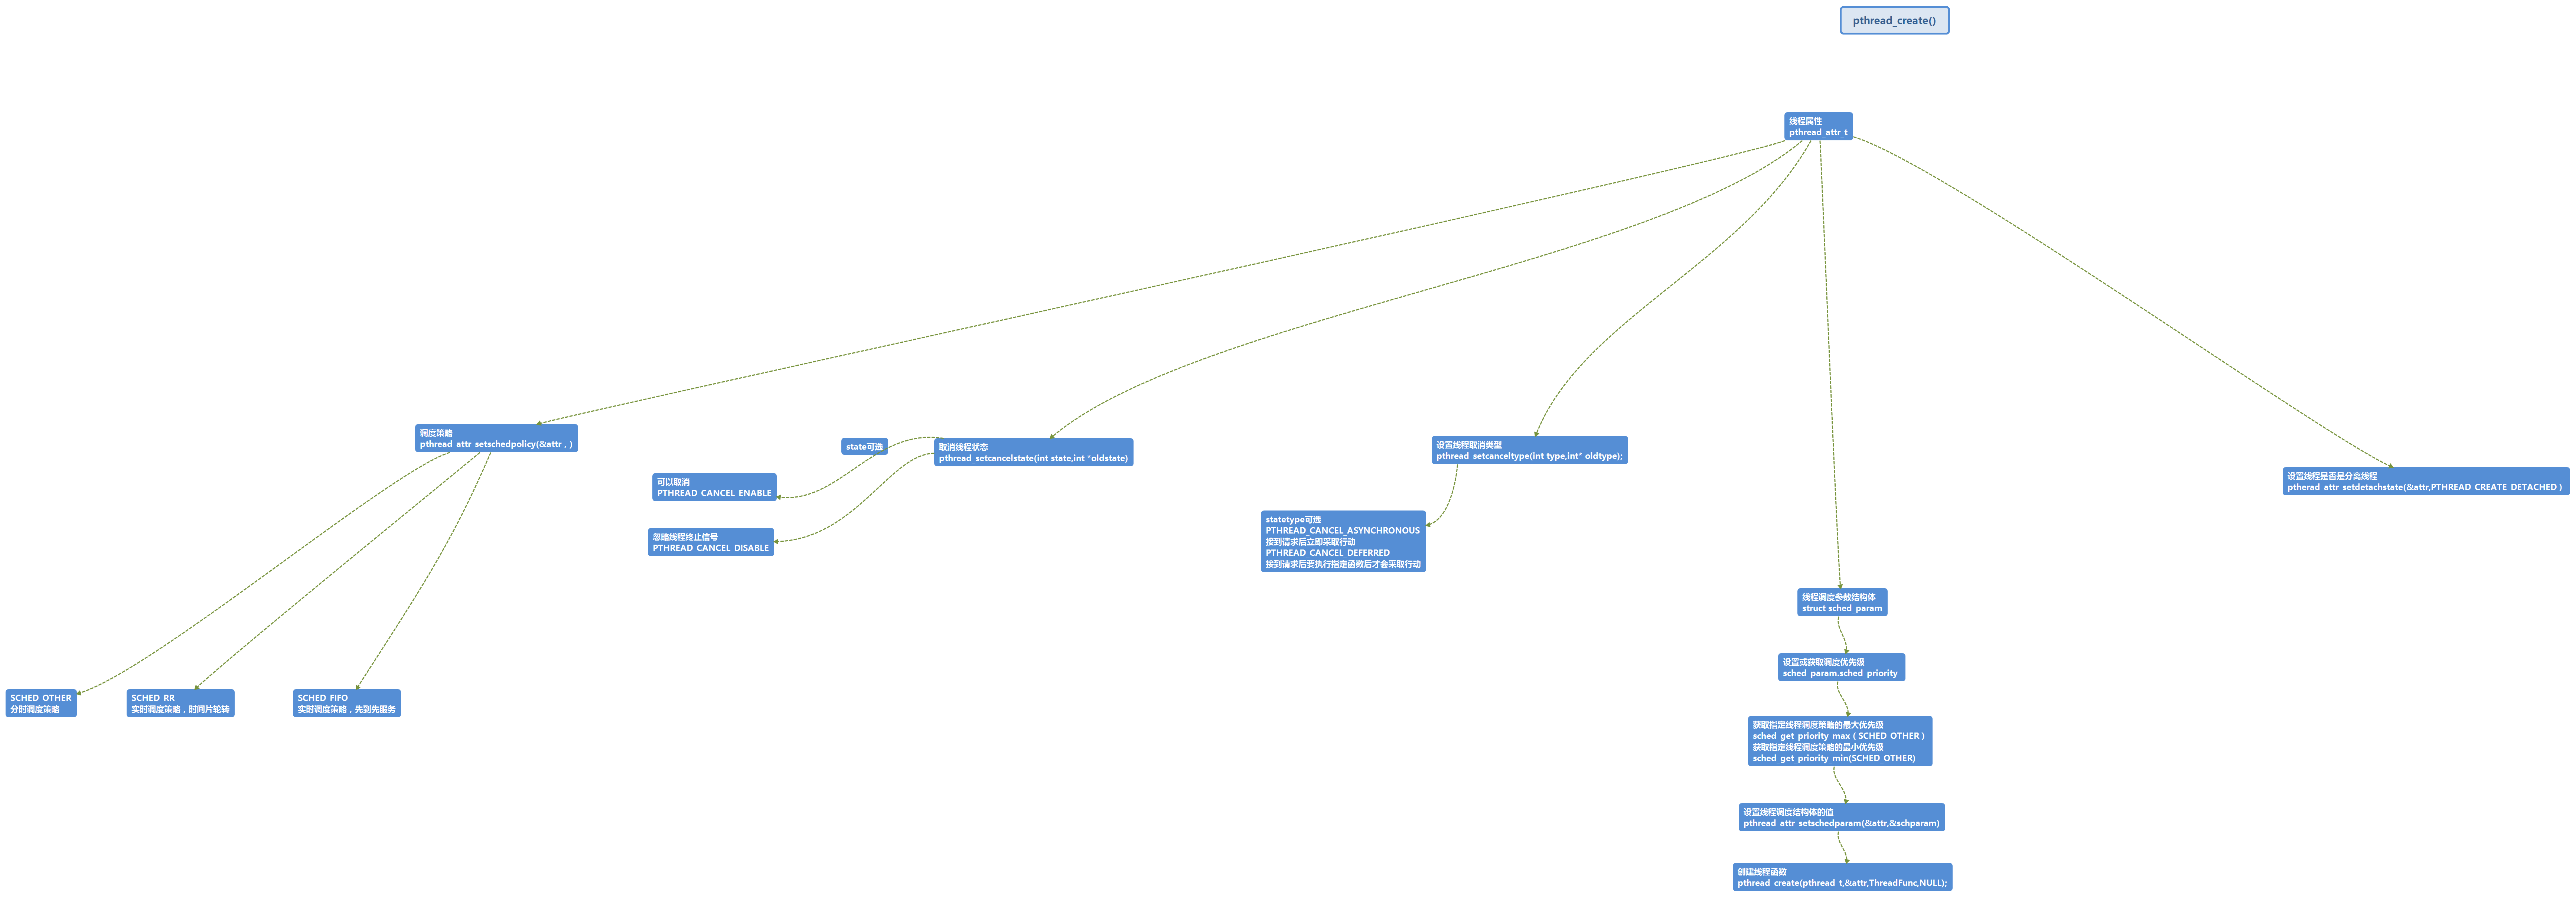 pthread_create()
线程属性
pthread_attr_t
调度策略
pthread_attr_setschedpolicy(&attr , )
state可选
取消线程状态
pthread_setcancelstate(int state,int *oldstate)
设置线程取消类型
pthread_setcanceltype(int type,int* oldtype);
设置线程是否是分离线程
ptherad_attr_setdetachstate(&attr,PTHREAD_CREATE_DETACHED )
可以取消
PTHREAD_CANCEL_ENABLE
忽略线程终止信号
PTHREAD_CANCEL_DISABLE
statetype可选
PTHREAD_CANCEL_ASYNCHRONOUS
接到请求后立即采取行动
PTHREAD_CANCEL_DEFERRED
接到请求后要执行指定函数后才会采取行动
线程调度参数结构体
struct sched_param
设置或获取调度优先级
sched_param.sched_priority
SCHED_OTHER
分时调度策略
SCHED_RR
实时调度策略，时间片轮转
SCHED_FIFO
实时调度策略，先到先服务
获取指定线程调度策略的最大优先级
sched_get_priority_max ( SCHED_OTHER )
获取指定线程调度策略的最小优先级
sched_get_priority_min(SCHED_OTHER)
设置线程调度结构体的值
pthread_attr_setschedparam(&attr,&schparam)
创建线程函数
pthread_create(pthread_t,&attr,ThreadFunc,NULL);